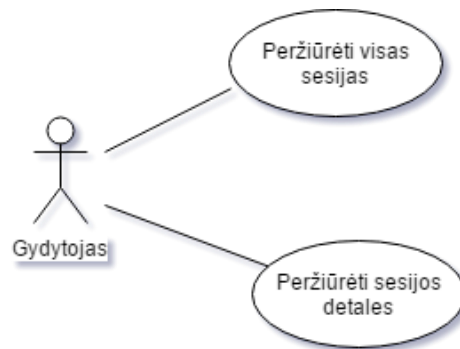 Peržiūrėti visas
sesijas
Gydytojas
Peržiūrėti sesijos
detales